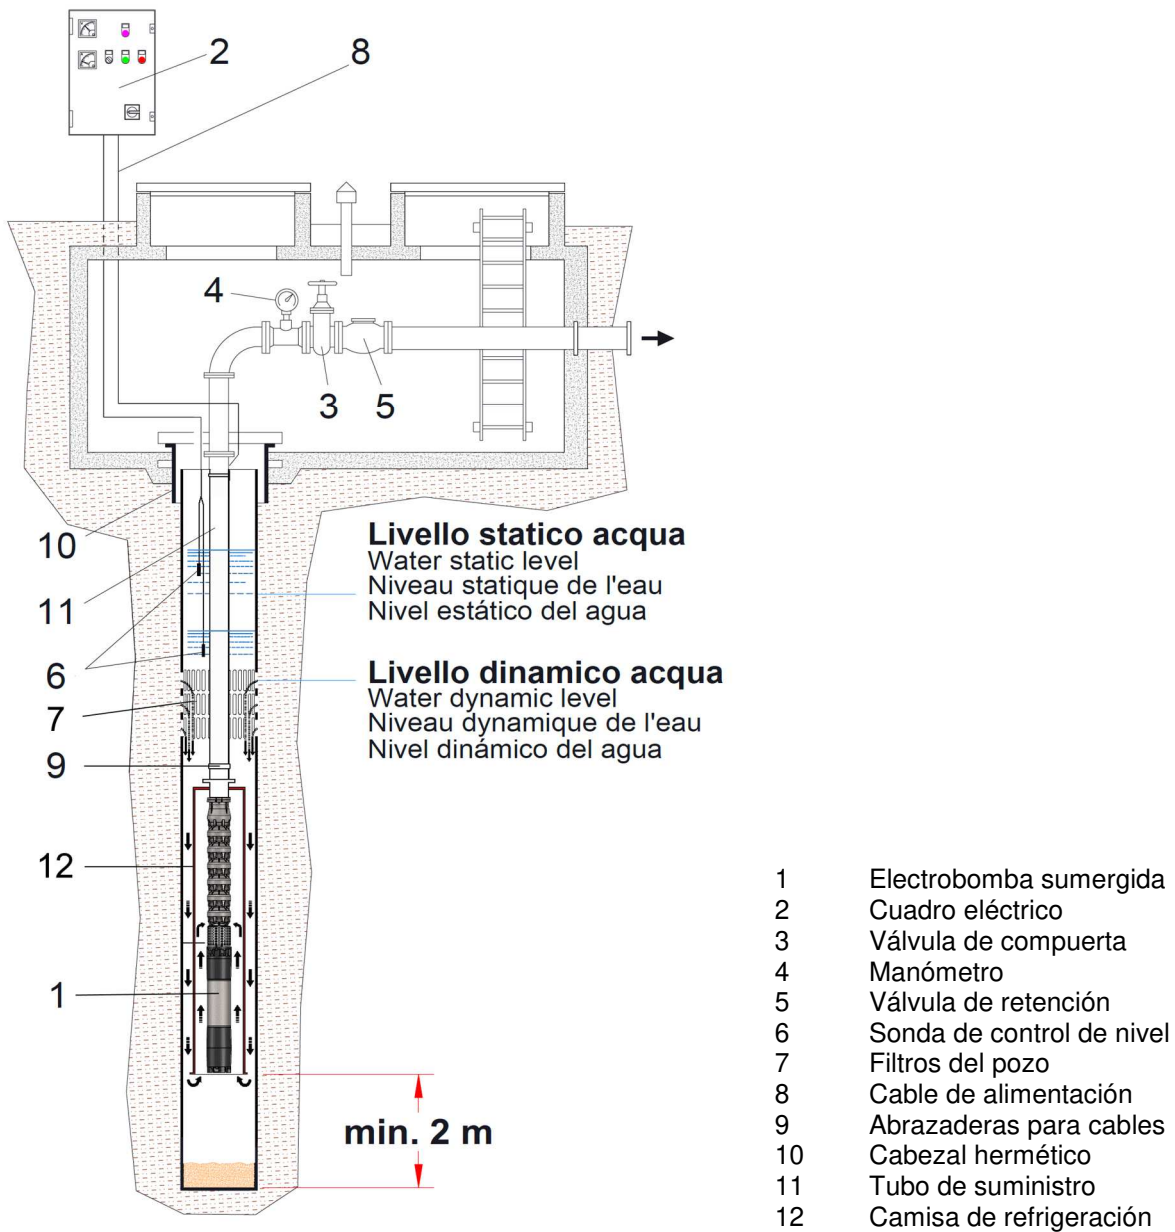 2
8
4
3
5
10
11
6
7
9
12
1
Livello statico acqua
Water static level
Niveau statique de l'eau
Nivel estático del agua
Livello dinamico acqua
Water dynamic level
Niveau dynamique de l'eau
Nivel dinámico del agua
min. 2 m
1 Electrobomba sumergida
2 Cuadro eléctrico
3 Válvula de compuerta
4 Manómetro
5 Válvula de retención
6 Sonda de control de nivel
7 Filtros del pozo
8 Cable de alimentación
9 Abrazaderas para cables
10 Cabezal hermético
11 Tubo de suministro
12 Camisa de refrigeración